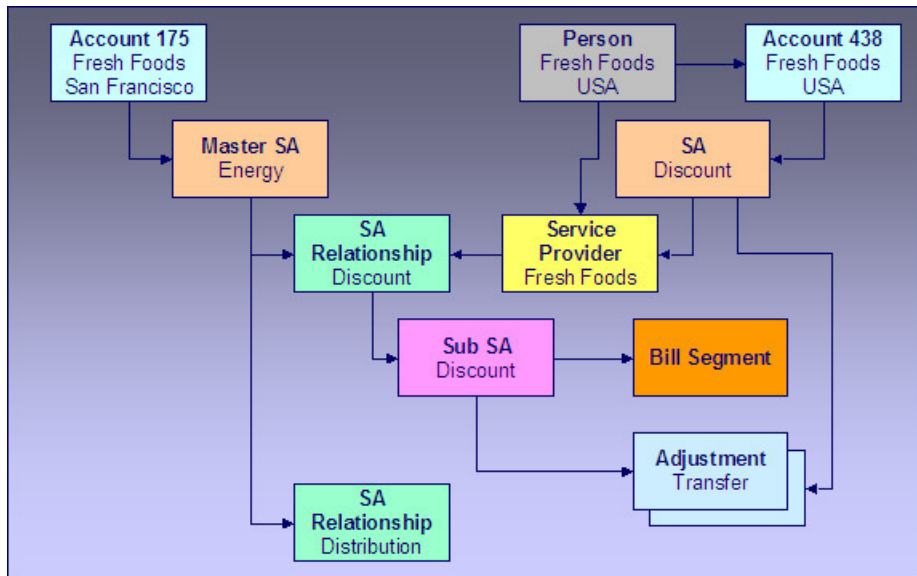 Account 175
Fresh Foods
San Francisco
Person
Fresh Foods
USA
Account 438
Fresh Foods
USA
Master SA
Energy
SA
Discount
SA
Relationship
Discount
Service
Provider
Fresh Foods
Sub SA
Discount
Bill Segment
Adjustment
Transfer
SA
Relationship
Distribution